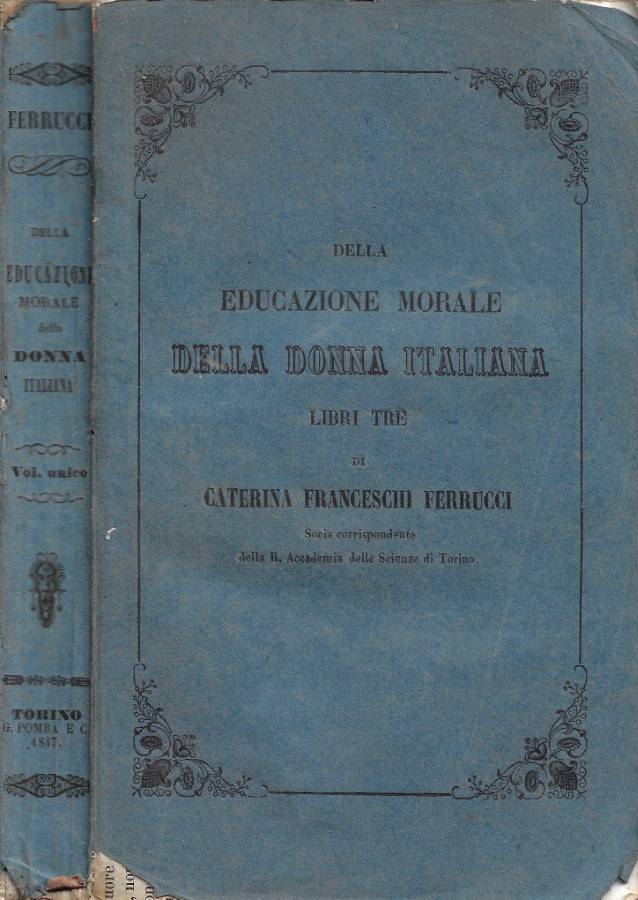 FERRUCCI
DELLA
EDUCAZIONE
MORALE
della
DONNA
ITALIANA
Vol. unico
TORINO
G. POMBA E C.
1847.
DELLA
EDUCAZIONE MORALE
DELLA DONNA ITALIANA
LIBRI TRE
DI
CATERINA FRANCESCHI FERRUCCI
Socia corrispondente
della R. Accademia delle Scienze di Torino.
uore